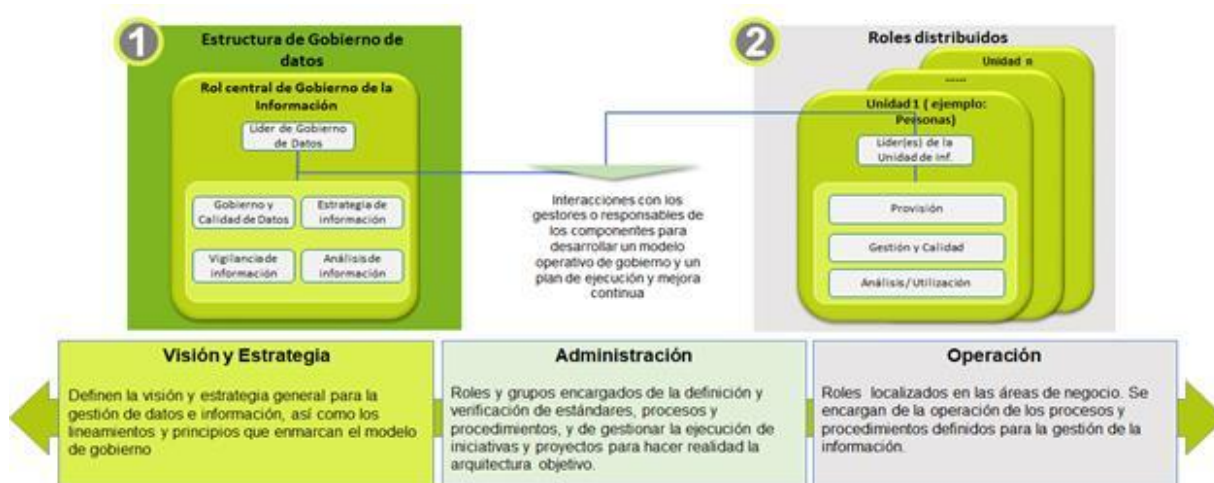 1
Estructura de Gobierno de
datos
Rol central de Gobierno de la
Información
Lider de Gobierno
de Datos
Gobierno y
Calidad de Datos
Estrategia de
información
Vigilancia de
información
Análisis de
información
Interacciones con los
gestores o responsables de
los componentes para
desarrollar un modelo
operativo de gobierno y un
plan de ejecución y mejora
continua
2
Roles distribuidos
Unidad n
-----
Unidad 1 ( ejemplo:
Personas)
Lider(es) de la
Unidad de Inf.
Provisión
Gestión y Calidad
Análisis / Utilización
Visión y Estrategia
Definen la visión y estrategia general para la
gestión de datos e información, así como los
lineamientos y principios que enmarcan el modelo
de gobierno
Administración
Roles y grupos encargados de la definición y
verificación de estándares, procesos y
procedimientos, y de gestionar la ejecución de
iniciativas y proyectos para hacer realidad la
arquitectura objetivo.
Operación
Roles localizados en las áreas de negocio. Se
encargan de la operación de los procesos y
procedimientos definidos para la gestión de la
información.